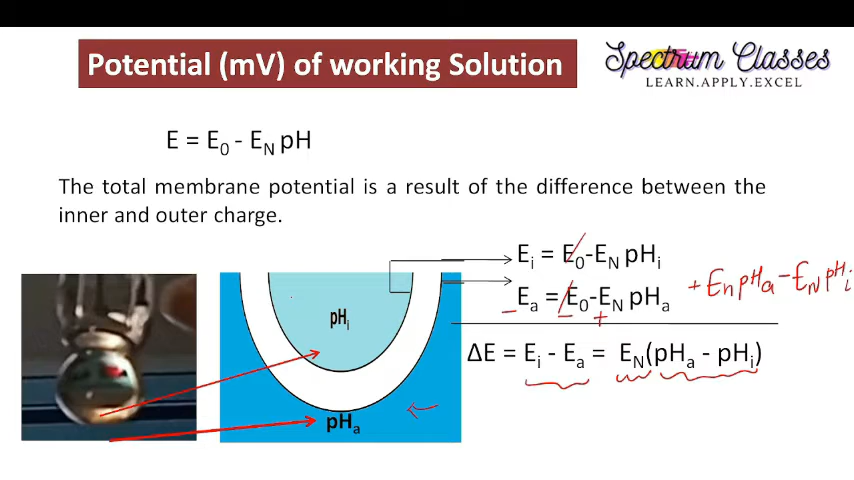 Potential (mV) of working Solution
Spectrum Classes
LEARN.APPLY.EXCEL
E = E0 - EN pH
The total membrane potential is a result of the difference between the
inner and outer charge.
Ei = E0-EN pHi
Ea = E0-EN pHa
+ EnpHa - EN pHi
- - +
ΔE = Ei - Ea = EN(pHa - pHi)
pHi
pHa